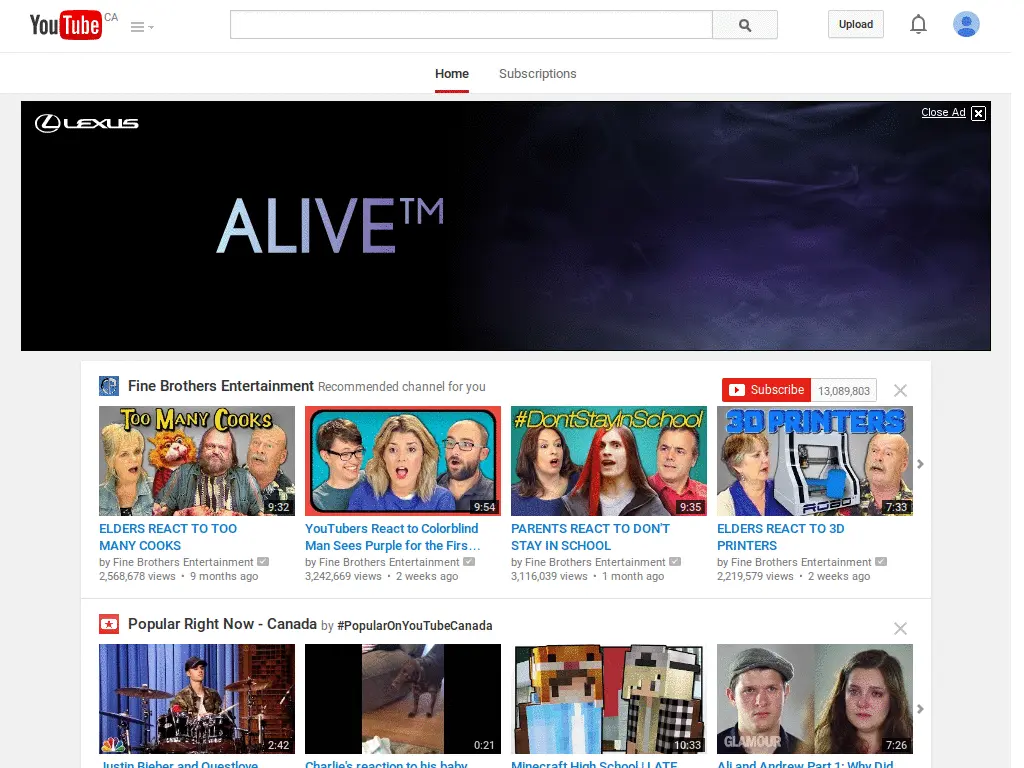 YouTube CA
Upload
Home Subscriptions
LEXUS
Close Ad X
ALIVE™
Fine Brothers Entertainment Recommended channel for you
Subscribe 13,089,803
TOO MANY COOKS
9:32
9:54
#DontStayInSchool
9:35
3D PRINTERS
ROBO
7:33
ELDERS REACT TO TOO
MANY COOKS
by Fine Brothers Entertainment
2,568,678 views • 9 months ago
YouTubers React to Colorblind
Man Sees Purple for the Firs...
by Fine Brothers Entertainment
3,242,669 views • 2 weeks ago
PARENTS REACT TO DON'T
STAY IN SCHOOL
by Fine Brothers Entertainment
3,116,039 views • 1 month ago
ELDERS REACT TO 3D
PRINTERS
by Fine Brothers Entertainment
2,219,579 views • 2 weeks ago
Popular Right Now - Canada by #PopularOnYouTubeCanada
2:42
0:21
10:33
GLAMOUR
7:26
Justin Bieber and Questlove
Charlie's reaction to his baby
Minecraft High School | LATE
Ali and Andrew Part 1: Why Did